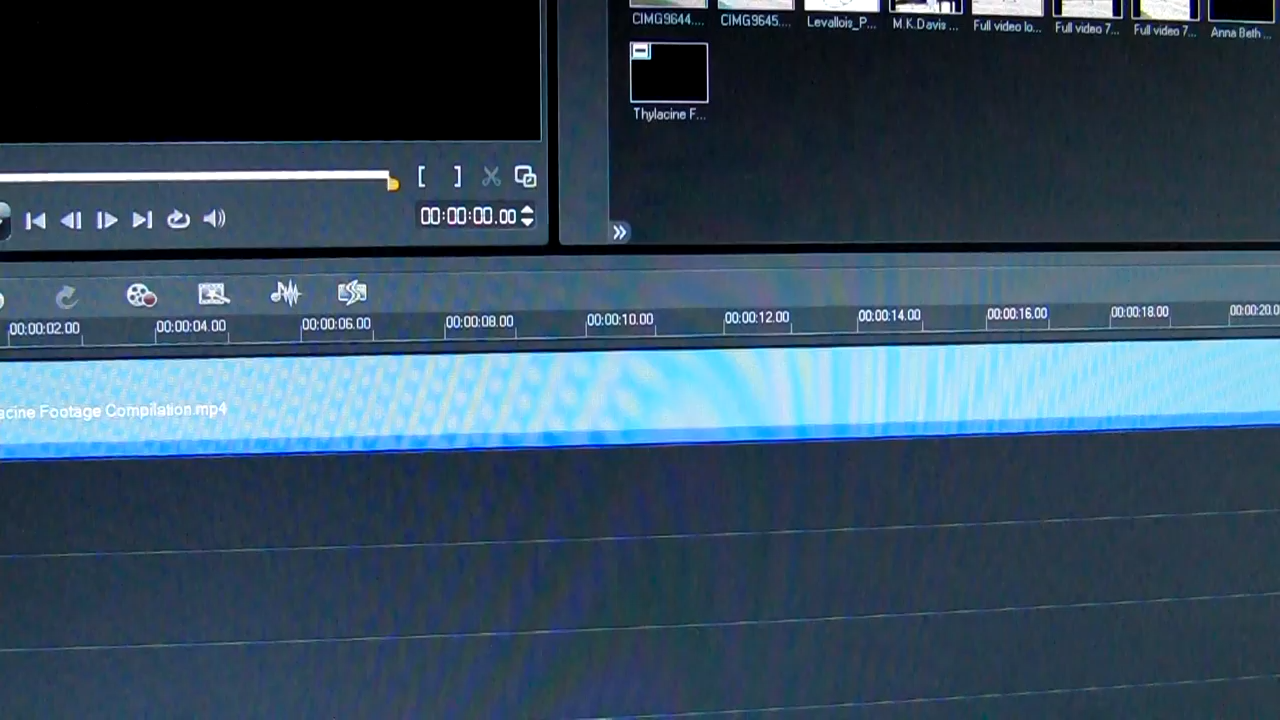 CIMG9644.... CIMG9645.... Levallois_P... M.K.Davis ... Full video lo... Full video 7... Full video 7... Anna Beth ...
Thylacine F...
[ ]
00:00:00.00
00:00:02.00 00:00:04.00 00:00:06.00 00:00:08.00 00:00:10.00 00:00:12.00 00:00:14.00 00:00:16.00 00:00:18.00 00:00:20.0
acine Footage Compilation.mp4